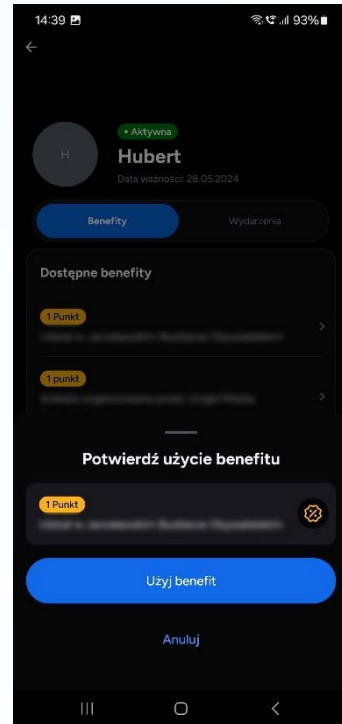 14:39
93%
H
• Aktywna
Hubert
Data ważności: 28.05.2024
Benefity
Wydarzenia
Dostępne benefity
1 Punkt
1 punkt
Potwierdź użycie benefitu
1 Punkt
Użyj benefit
Anuluj